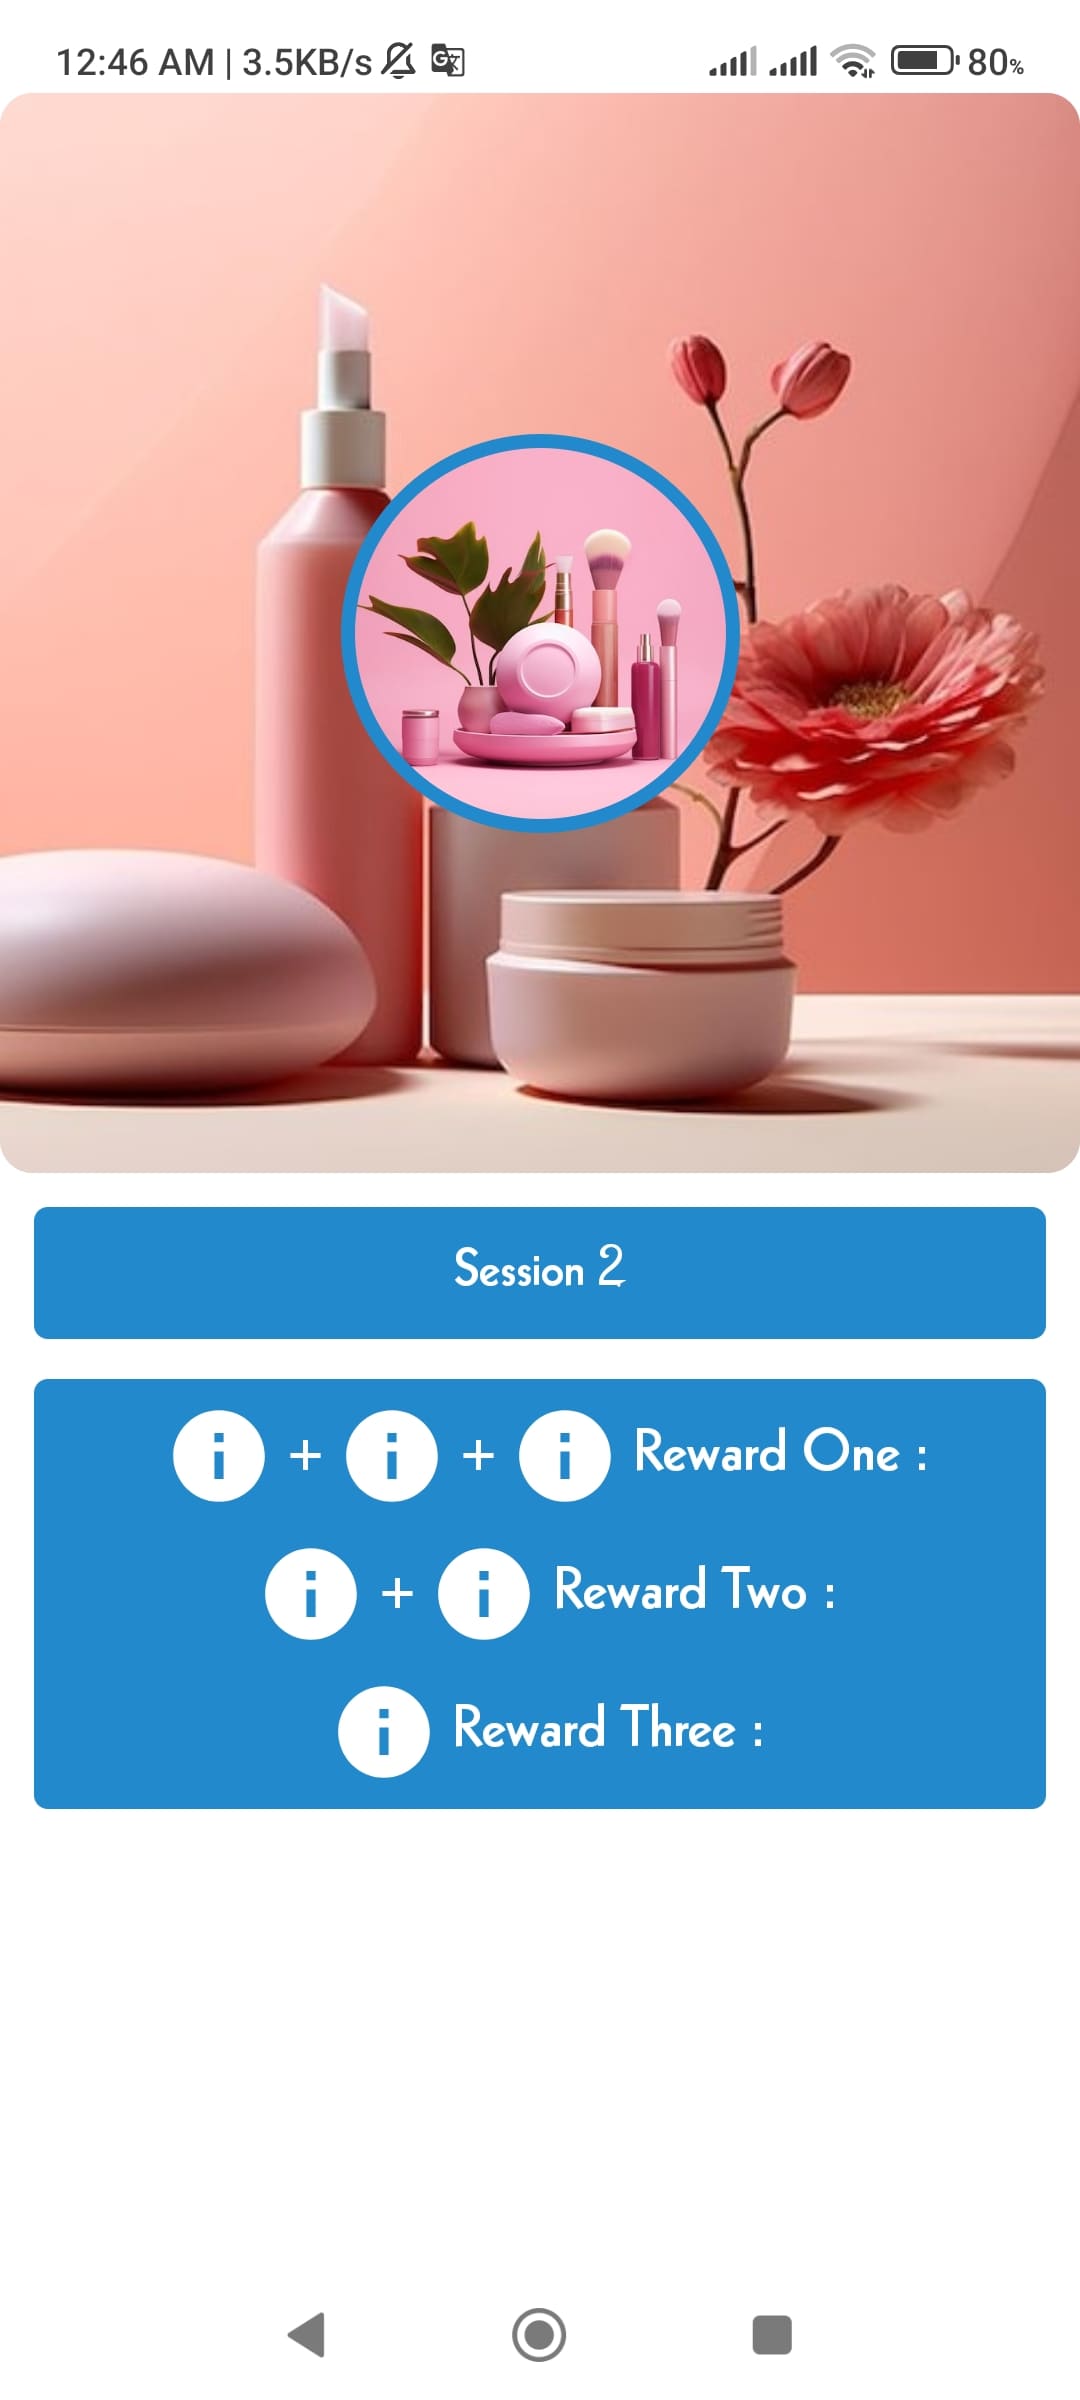 12:46 AM | 3.5KB/s 80%
Session 2
i + i + i Reward One :
i + i Reward Two :
i Reward Three :